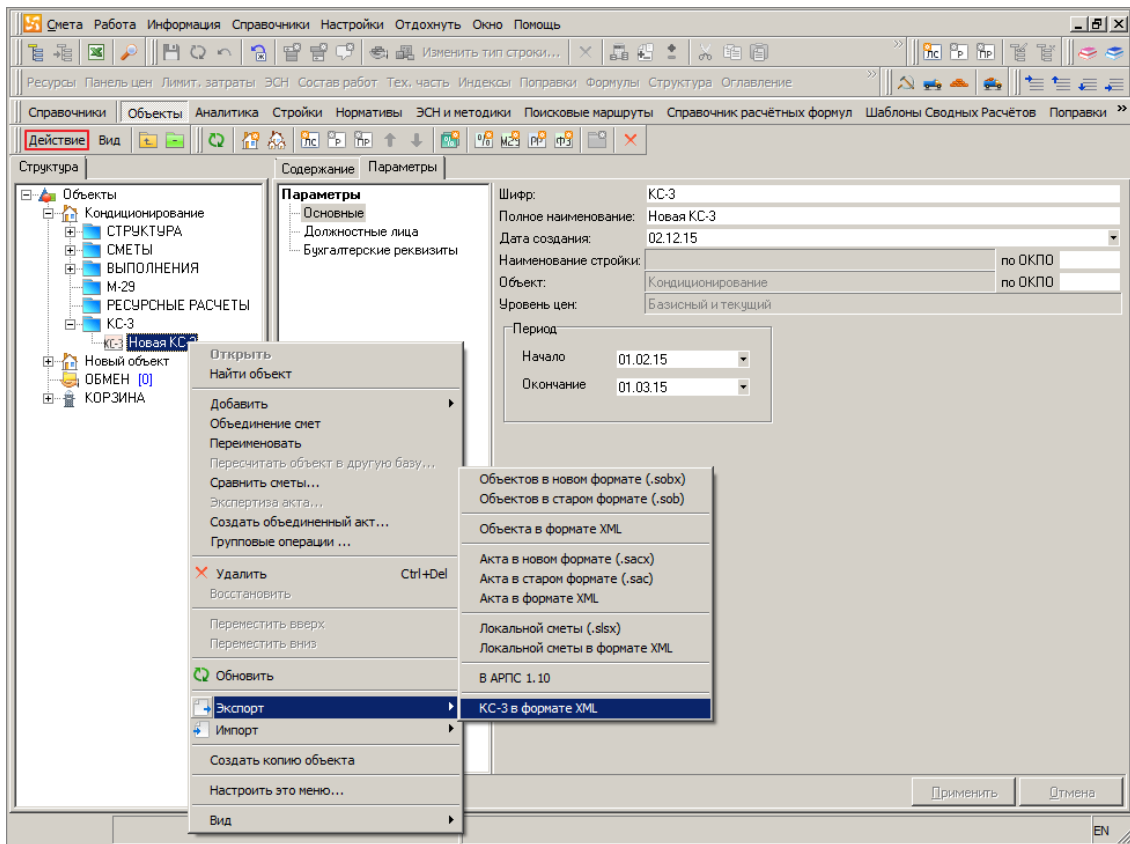 Смета Работа Информация Справочники Настройки Отдохнуть Окно Помощь
Изменить тип строки...
ЛС ЛР ЛНР
Ресурсы Панель цен Лимит. затраты ЭСН Состав работ Тех. часть Индексы Поправки Формулы Структура Оглавление
Справочники Объекты Аналитика Стройки Нормативы ЭСН и методики Поисковые маршруты Справочник расчётных формул Шаблоны Сводных Расчётов Поправки
Действие Вид
Структура
Содержание Параметры
Объекты
Кондиционирование
СТРУКТУРА
СМЕТЫ
ВЫПОЛНЕНИЯ
М-29
РЕСУРСНЫЕ РАСЧЕТЫ
КС-3
КС-3 Новая КС-3
Новый объект
ОБМЕН [0]
КОРЗИНА
Параметры
Основные
Должностные лица
Бухгалтерские реквизиты
Шифр: КС-3
Полное наименование: Новая КС-3
Дата создания: 02.12.15
Наименование стройки: по ОКПО
Объект: Кондиционирование по ОКПО
Уровень цен: Базисный и текущий
Период
Начало 01.02.15
Окончание 01.03.15
Открыть
Найти объект
Добавить
Объединение смет
Переименовать
Пересчитать объект в другую базу...
Сравнить сметы...
Экспертиза акта...
Создать объединенный акт...
Групповые операции ...
Удалить Ctrl+Del
Восстановить
Переместить вверх
Переместить вниз
Обновить
Экспорт
Импорт
Создать копию объекта
Настроить это меню...
Вид
Объектов в новом формате (.sobx)
Объектов в старом формате (.sob)
Объекта в формате XML
Акта в новом формате (.sacx)
Акта в старом формате (.sac)
Акта в формате XML
Локальной сметы (.slsx)
Локальной сметы в формате XML
В АРПС 1.10
КС-3 в формате XML
Применить Отмена
EN